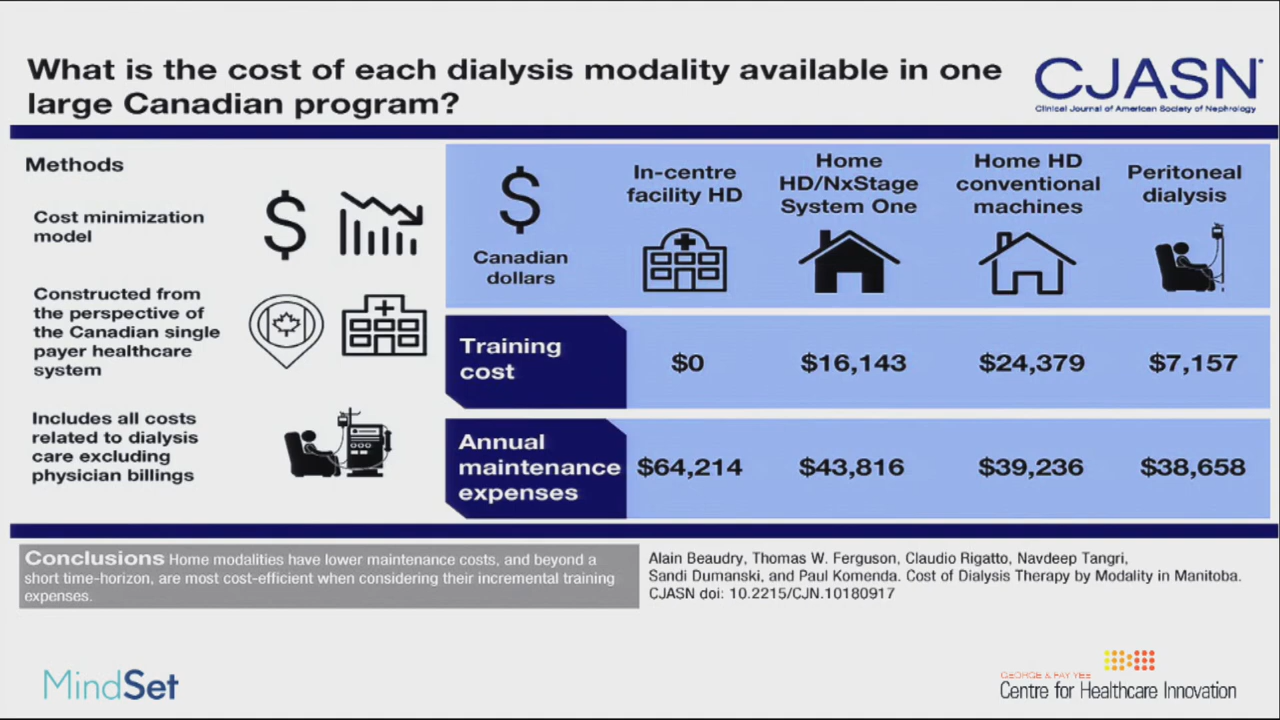 What is the cost of each dialysis modality available in one
large Canadian program?
CJASN
Clinical Journal of American Society of Nephrology
Methods
Cost minimization
model
Constructed from
the perspective of
the Canadian single
payer healthcare
system
Includes all costs
related to dialysis
care excluding
physician billings
$
$
Canadian
dollars
In-centre
facility HD
Home
HD/NxStage
System One
Home HD
conventional
machines
Peritoneal
dialysis
Training
cost
$0
$16,143
$24,379
$7,157
Annual
maintenance
expenses
$64,214
$43,816
$39,236
$38,658
Conclusions Home modalities have lower maintenance costs, and beyond a
short time-horizon, are most cost-efficient when considering their incremental training
expenses.
Alain Beaudry, Thomas W. Ferguson, Claudio Rigatto, Navdeep Tangri,
Sandi Dumanski, and Paul Komenda. Cost of Dialysis Therapy by Modality in Manitoba.
CJASN doi: 10.2215/CJN.10180917
MindSet
GEORGE & FAY YEE
Centre for Healthcare Innovation